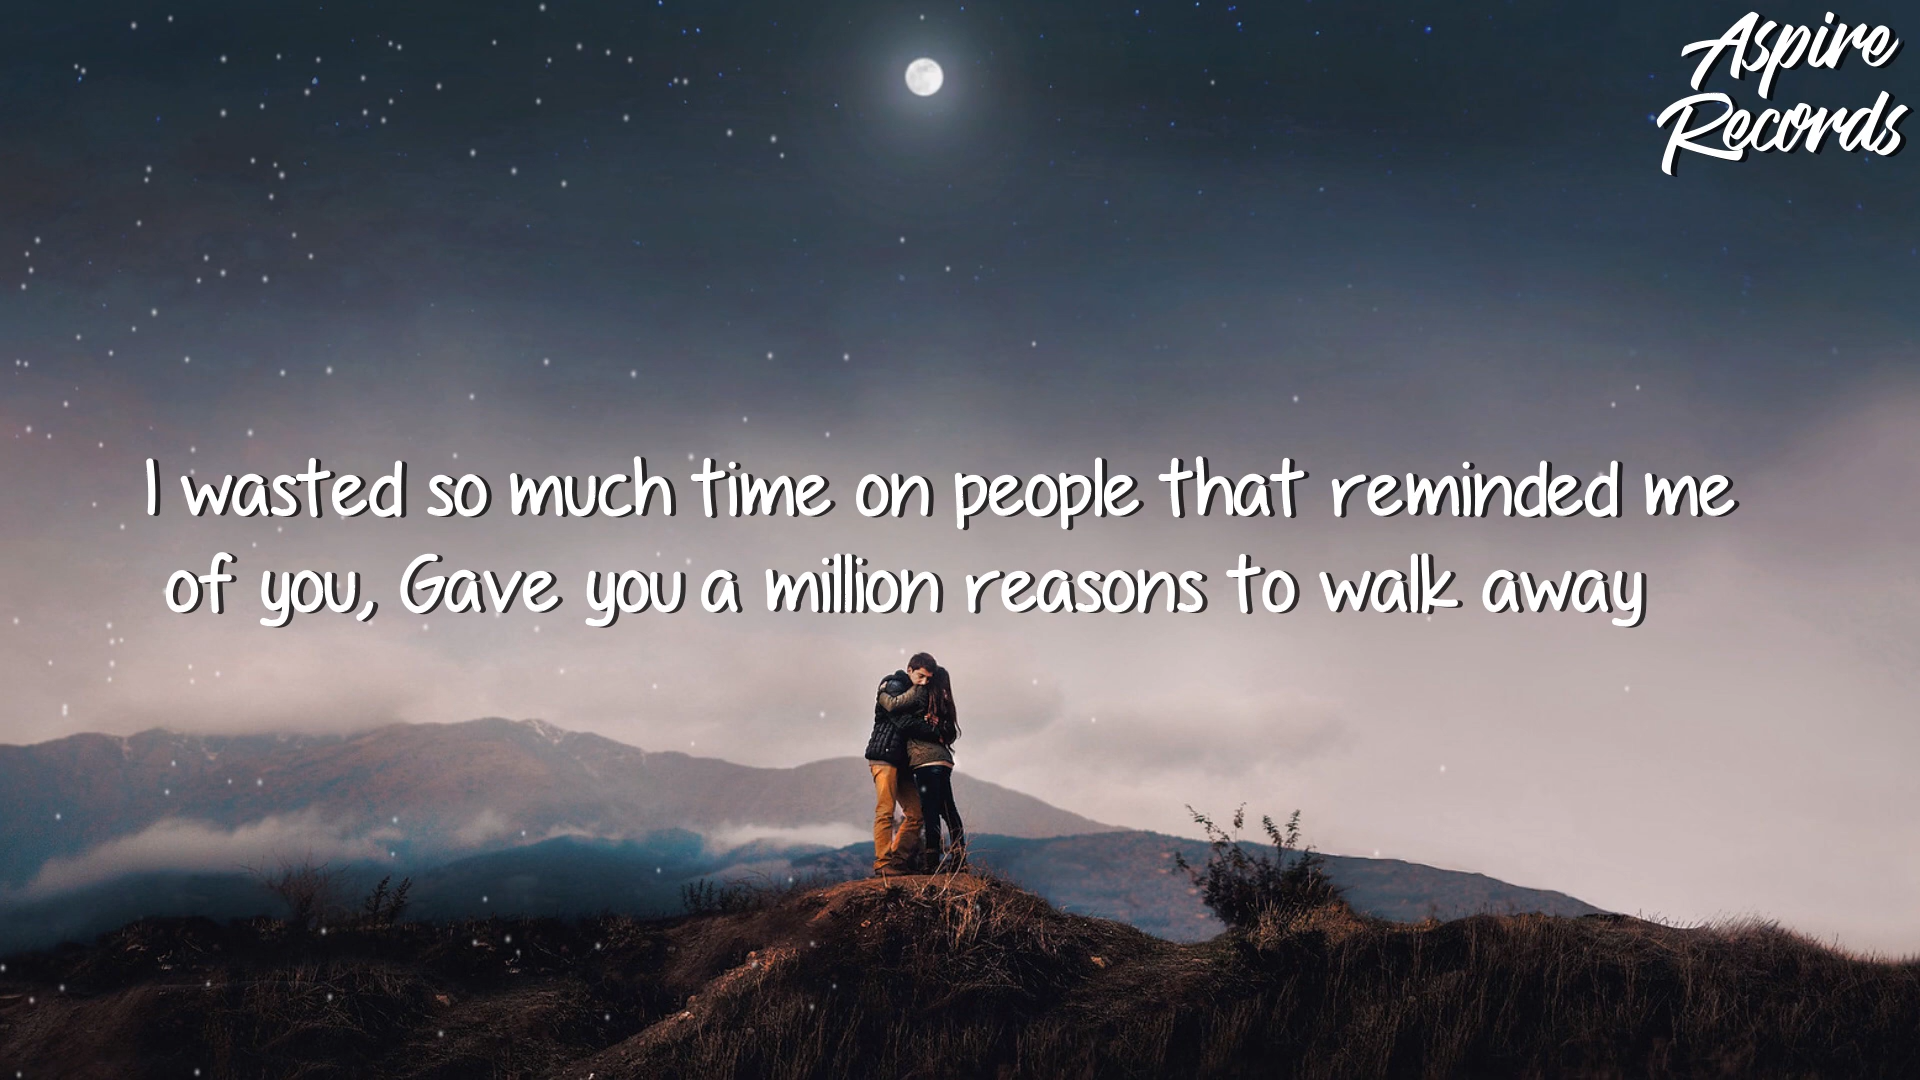 Aspire
Records
I wasted so much time on people that reminded me
of you, Gave you a million reasons to walk away